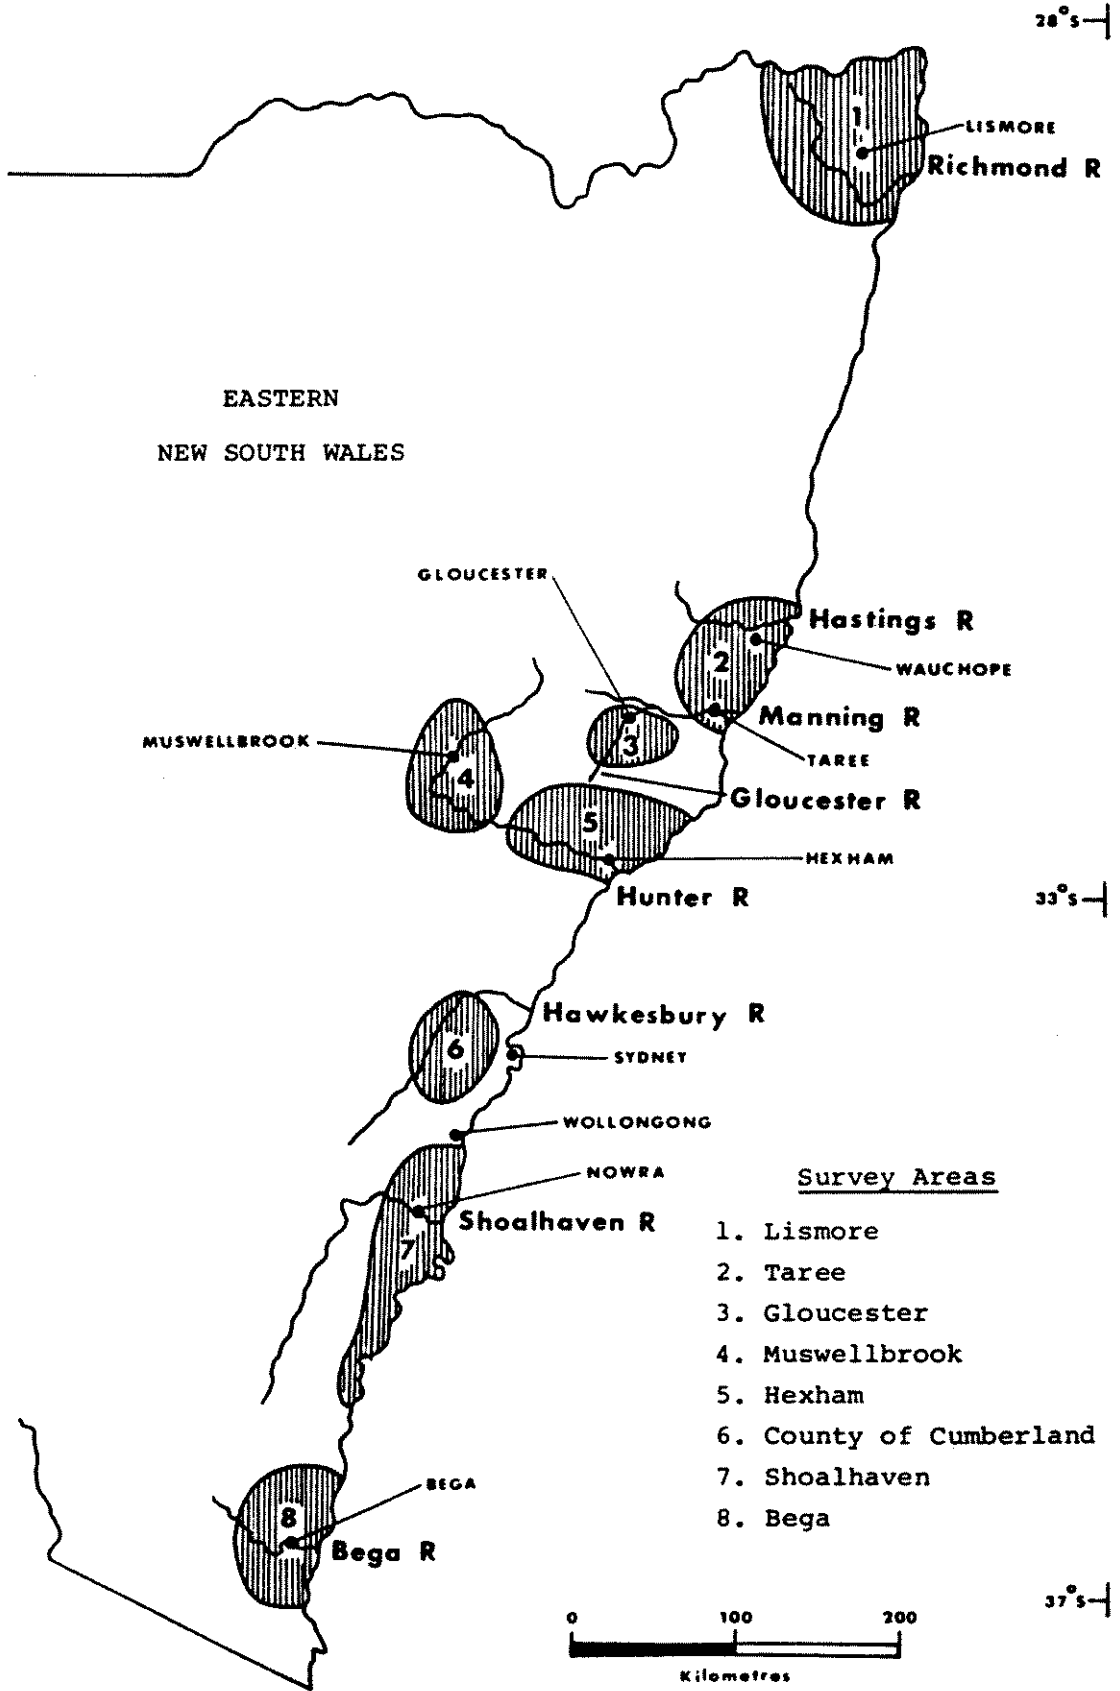 28°S
1
LISMORE
Richmond R
EASTERN
NEW SOUTH WALES
GLOUCESTER
Hastings R
2
WAUCHOPE
Manning R
MUSWELLBROOK
3
TAREE
4
Gloucester R
5
HEXHAM
Hunter R
33°S
Hawkesbury R
6
SYDNEY
WOLLONGONG
NOWRA
Shoalhaven R
7
Survey Areas
1. Lismore
2. Taree
3. Gloucester
4. Muswellbrook
5. Hexham
6. County of Cumberland
7. Shoalhaven
8. Bega
BEGA
8
Bega R
37°S
0 100 200
Kilometres